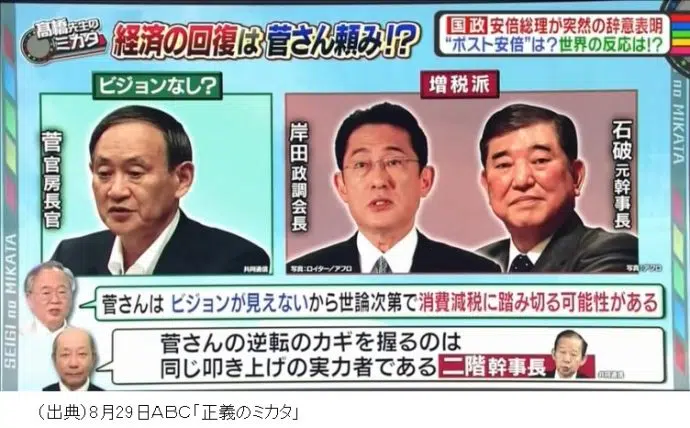 髙橋先生の
ミカタ
経済の回復は 菅さん頼み!?
国政 安倍総理が突然の辞意表明
“ポスト安倍”は?世界の反応は!?
ビジョンなし?
増税派
菅官房長官
岸田政調会長
石破元幹事長
共同通信
写真:ロイター/アフロ
写真:アフロ
no MIKATA
SEIGI no MIKATA
菅さんは ビジョンが見えないから世論次第で消費減税に踏み切る可能性がある
菅さんの逆転のカギを握るのは
同じ叩き上げの実力者である 二階幹事長
共同通信
(出典)8月29日ABC「正義のミカタ」